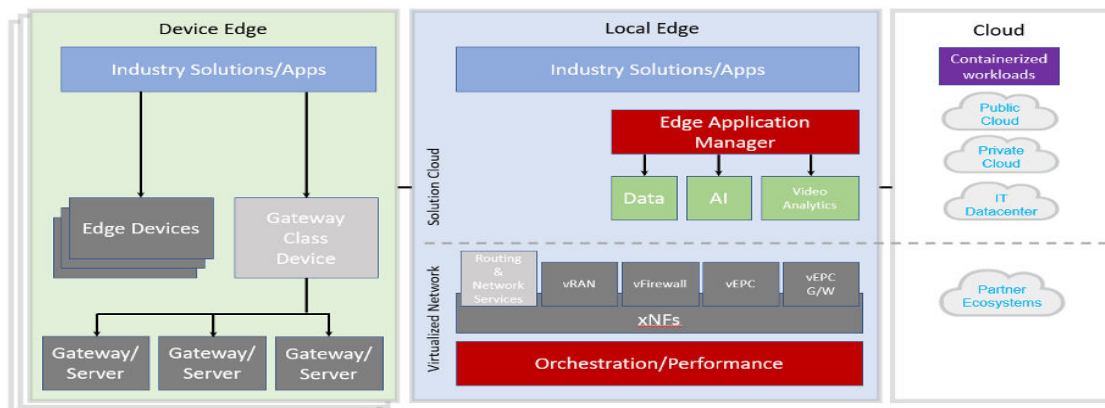 Device Edge
Industry Solutions/Apps
Edge Devices
Gateway
Class
Device
Gateway/
Server
Gateway/
Server
Gateway/
Server
Local Edge
Solution Cloud
Industry Solutions/Apps
Edge Application
Manager
Data
AI
Video
Analytics
Virtualized Network
Routing
&
Network
Services
vRAN
vFirewall
vEPC
vEPC
G/W
xNFs
Orchestration/Performance
Cloud
Containerized
workloads
Public
Cloud
Private
Cloud
IT
Datacenter
Partner
Ecosystems